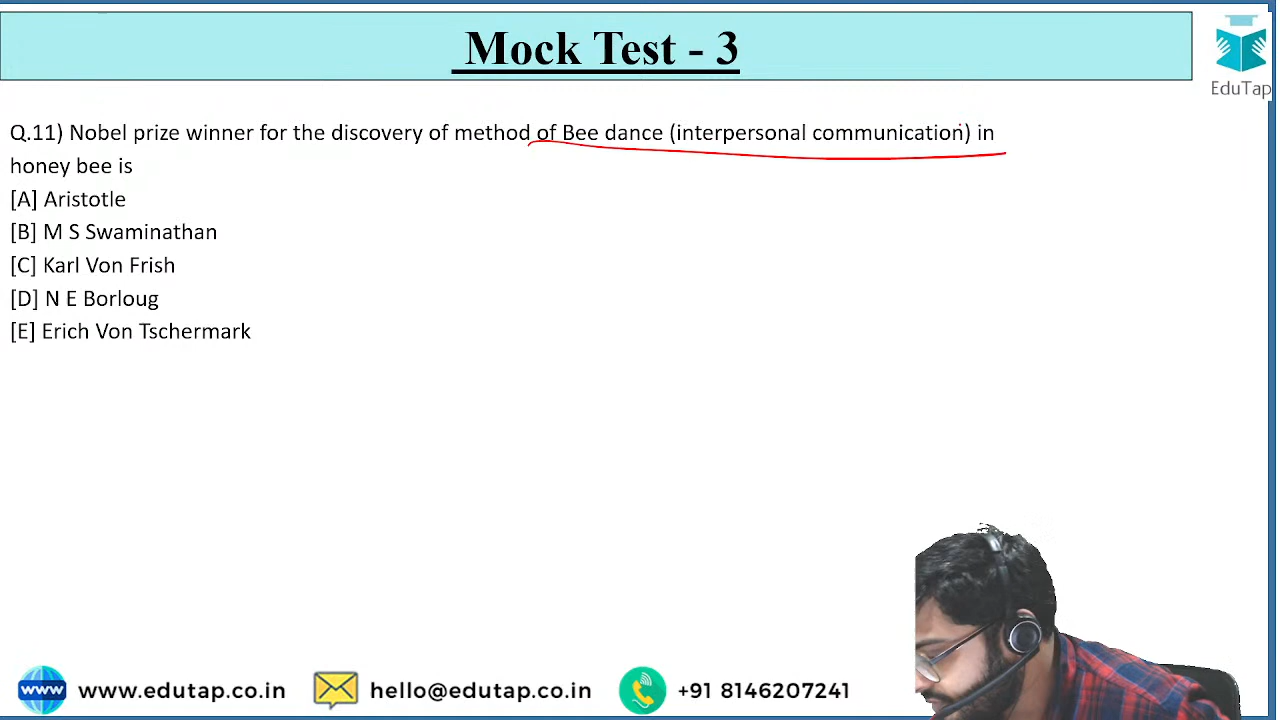 Mock Test - 3
EduTap
Q.11) Nobel prize winner for the discovery of method of Bee dance (interpersonal communication) in
honey bee is
[A] Aristotle
[B] M S Swaminathan
[C] Karl Von Frish
[D] N E Borloug
[E] Erich Von Tschermark
www www.edutap.co.in hello@edutap.co.in +91 8146207241